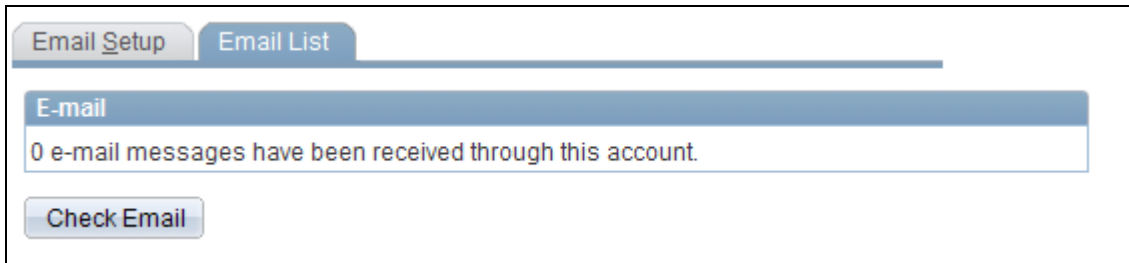 Email Setup Email List
E-mail
0 e-mail messages have been received through this account.
Check Email